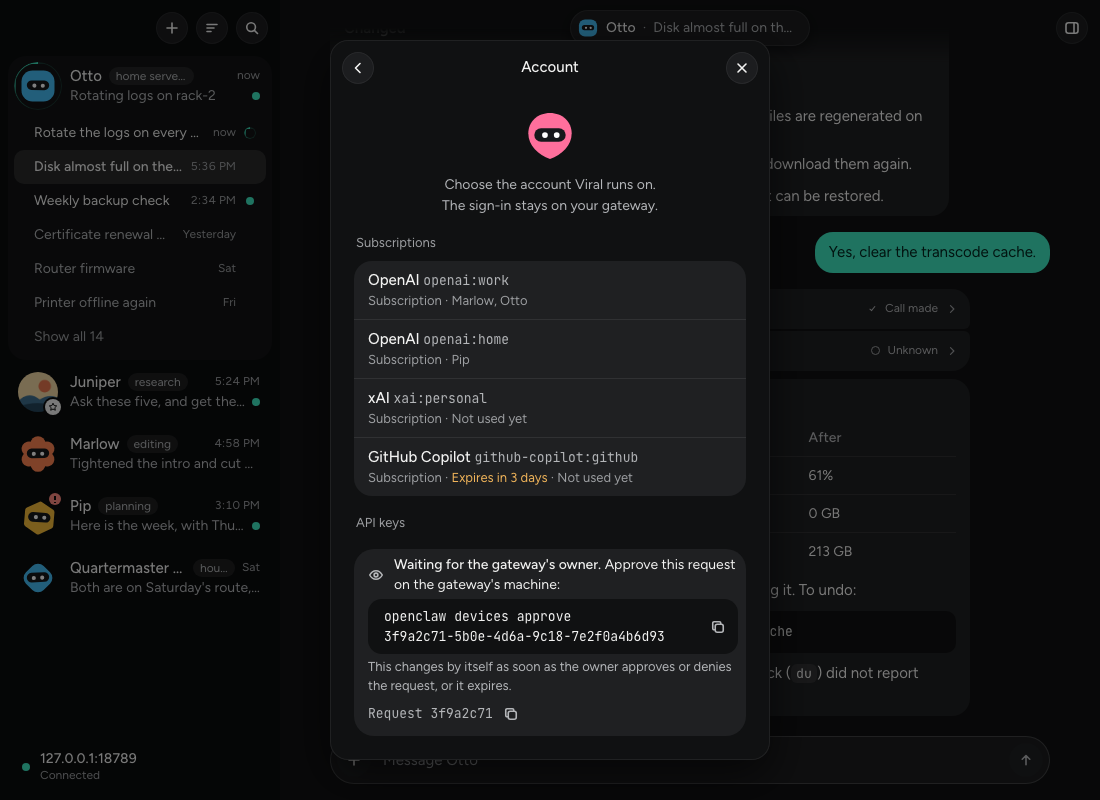 Otto · Disk almost full on th…
Otto home serve… now
Rotating logs on rack-2
Rotate the logs on every … now
Disk almost full on the… 5:36 PM
Weekly backup check 2:34 PM
Certificate renewal … Yesterday
Router firmware Sat
Printer offline again Fri
Show all 14
Juniper research 5:24 PM
Ask these five, and get the…
Marlow editing 4:58 PM
Tightened the intro and cut …
Pip planning 3:10 PM
Here is the week, with Thu…
Quartermaster … hou… Sat
Both are on Saturday's route,…
127.0.0.1:18789
Connected
Account
Choose the account Viral runs on.
The sign-in stays on your gateway.
Subscriptions
OpenAI openai:work
Subscription · Marlow, Otto
OpenAI openai:home
Subscription · Pip
xAI xai:personal
Subscription · Not used yet
GitHub Copilot github-copilot:github
Subscription · Expires in 3 days · Not used yet
API keys
Waiting for the gateway's owner. Approve this request
on the gateway's machine:
openclaw devices approve
3f9a2c71-5b0e-4d6a-9c18-7e2f0a4b6d93
This changes by itself as soon as the owner approves or denies
the request, or it expires.
Request 3f9a2c71
iles are regenerated on
download them again.
can be restored.
Yes, clear the transcode cache.
Call made
Unknown
After
61%
0 GB
213 GB
g it. To undo:
che
ck ( du ) did not report
Message Otto